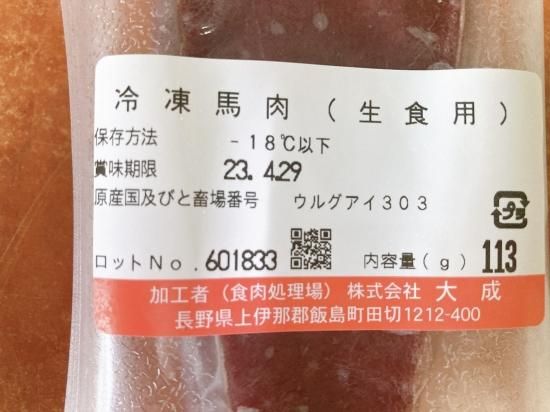 冷凍馬肉(生食用)
保存方法 -18℃以下
賞味期限 23.4.29
原産国及びと畜場番号 ウルグアイ303
プラ
ロットNo.601833 内容量(g) 113
加工者(食肉処理場)株式会社 大成
長野県上伊那郡飯島町田切1212-400